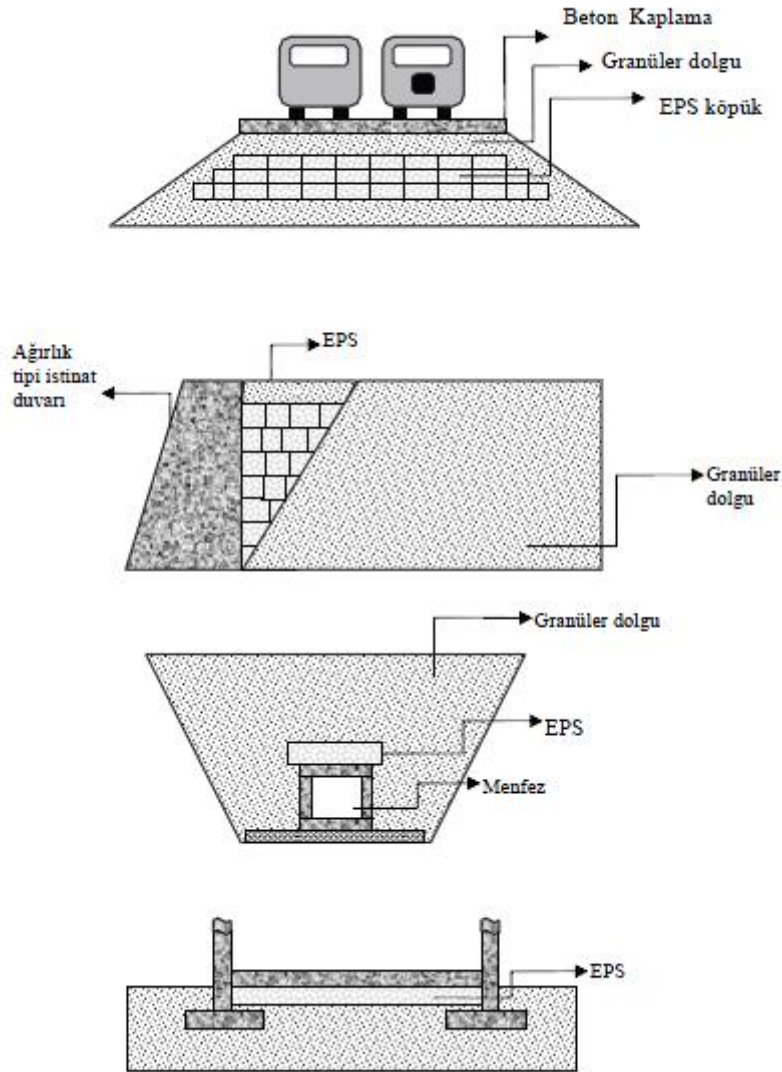 Beton Kaplama
Granüler dolgu
EPS köpük
EPS
Ağırlık
tipi istinat
duvarı
Granüler
dolgu
Granüler dolgu
EPS
Menfez
EPS